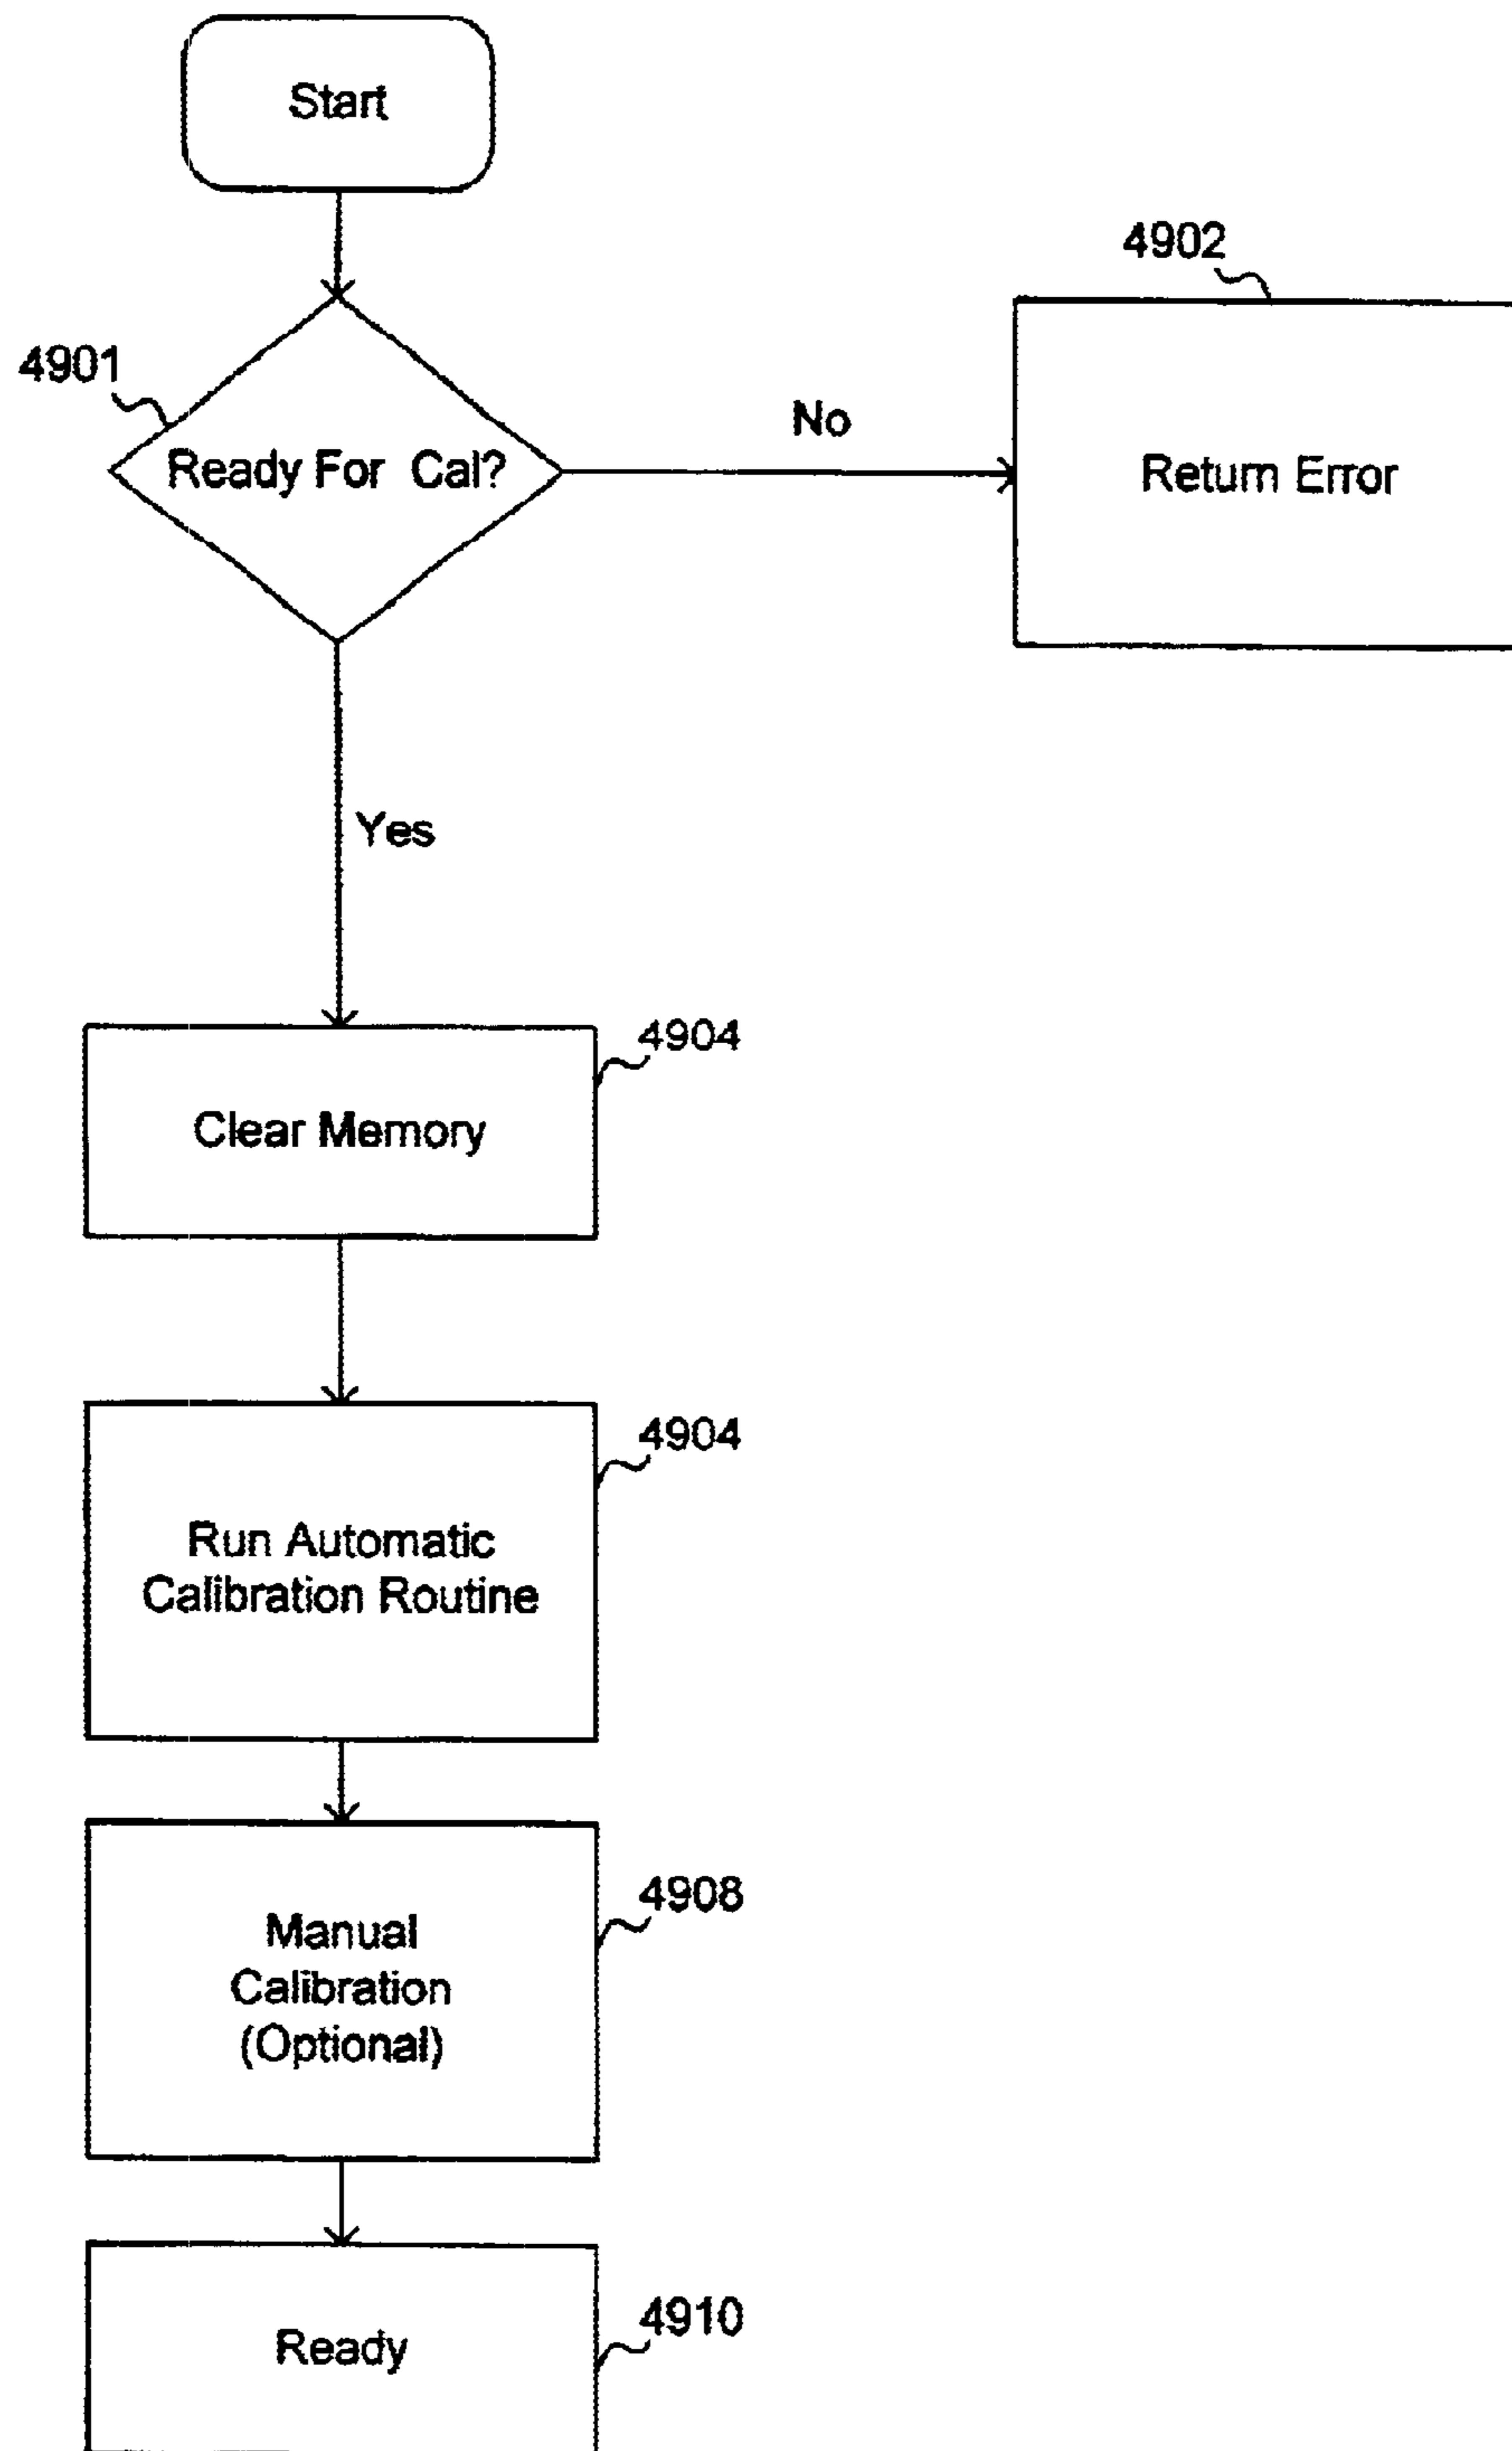 Start
4902
4901
No
Ready For Cal?
Return Error
Yes
4904
Clear Memory
4904
Run Automatic
Calibration Routine
4908
Manual
Calibration
(Optional)
4910
Ready